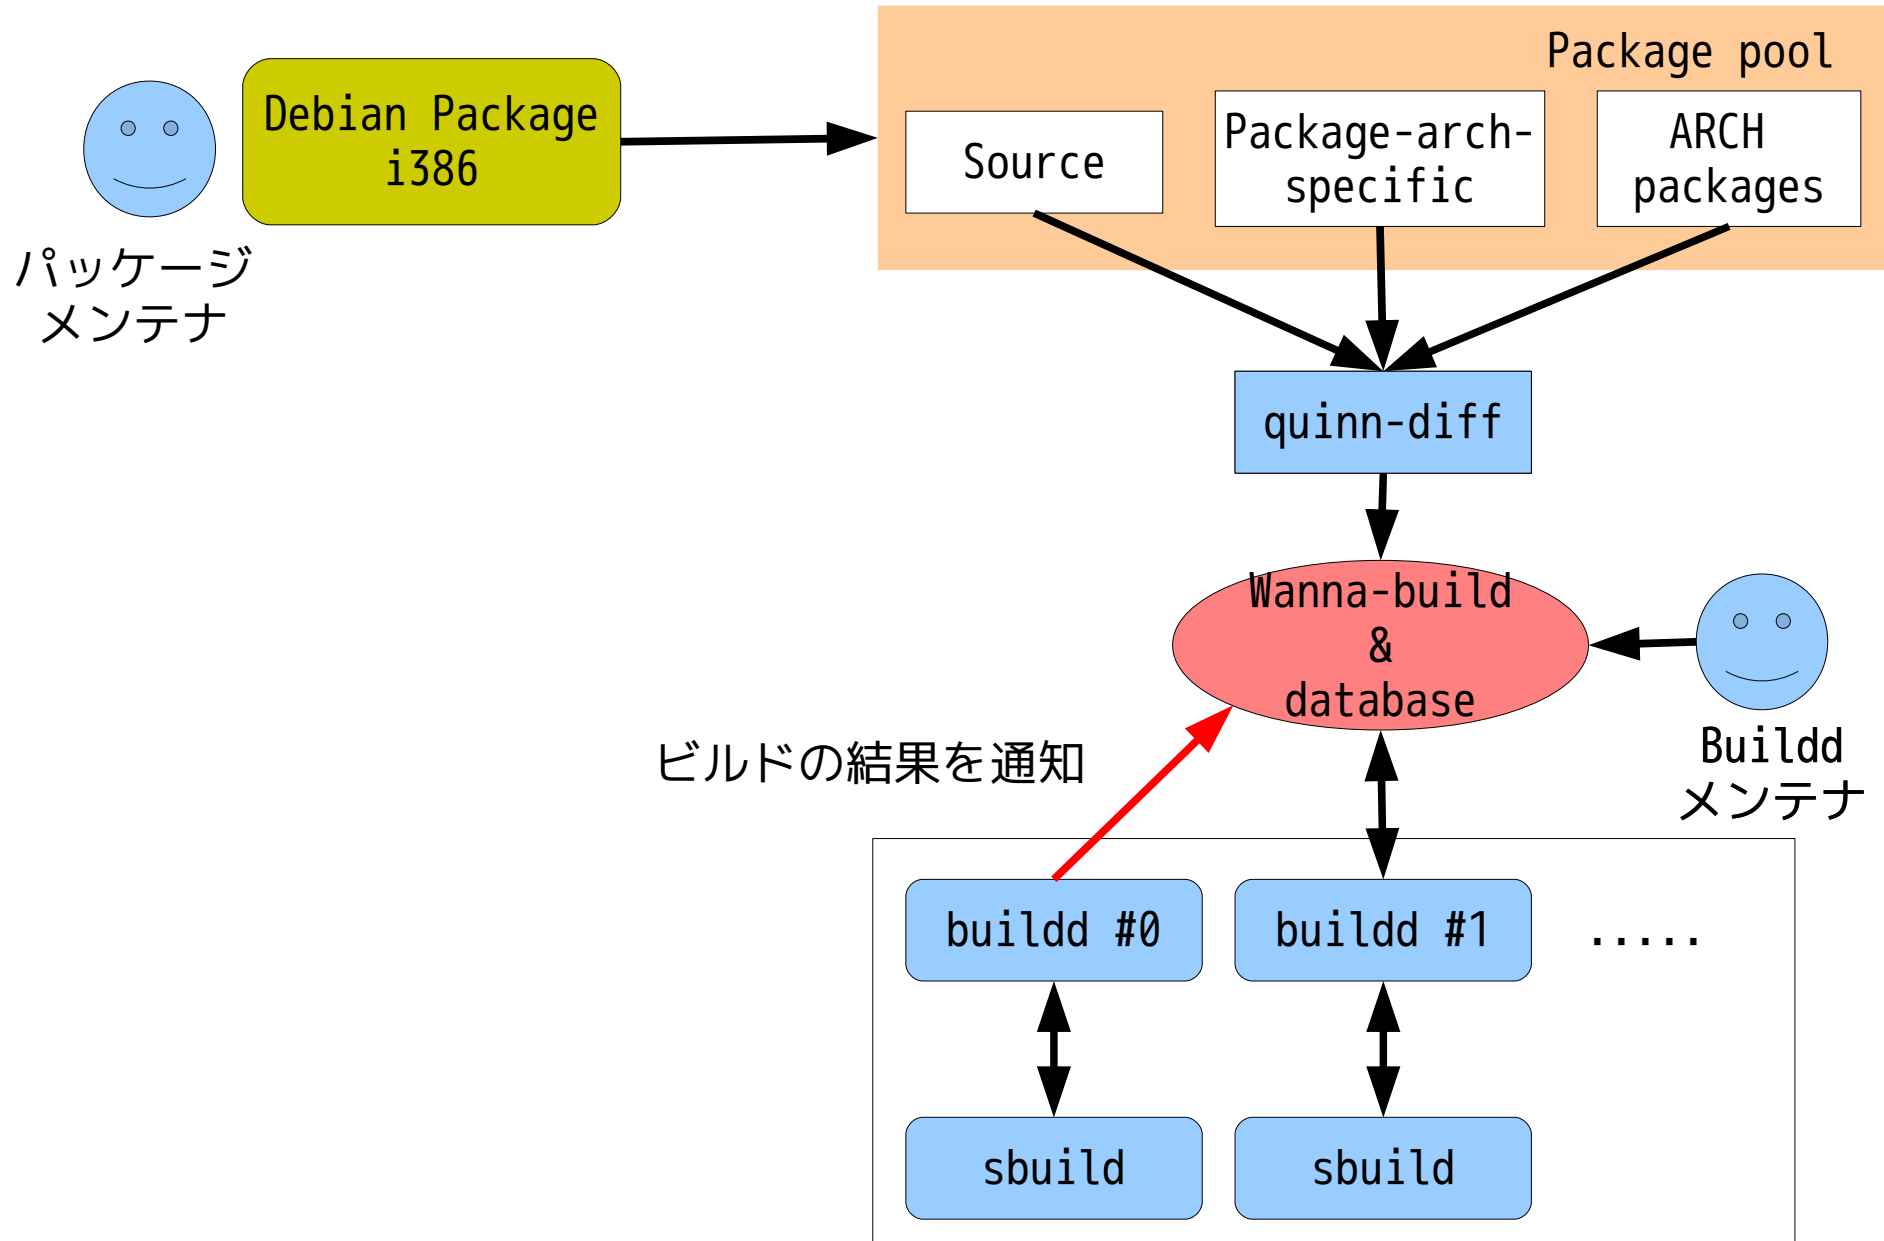 Package pool
Debian Package
i386
Source
Package-arch-
specific
ARCH
packages
パッケージ
メンテナ
quinn-diff
Wanna-build
&
database
Buildd
メンテナ
ビルドの結果を通知
buildd #0
buildd #1
.....
sbuild
sbuild